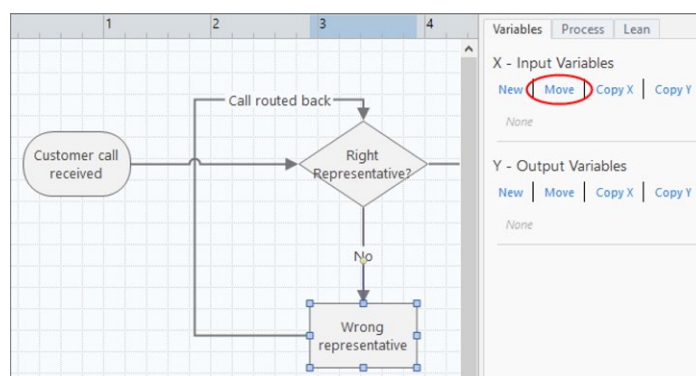 1 2 3 4
Call routed back
Customer call
received
Right
Representative?
No
Wrong
representative
Variables Process Lean
X - Input Variables
New Move Copy X Copy Y
None
Y - Output Variables
New Move Copy X Copy Y
None